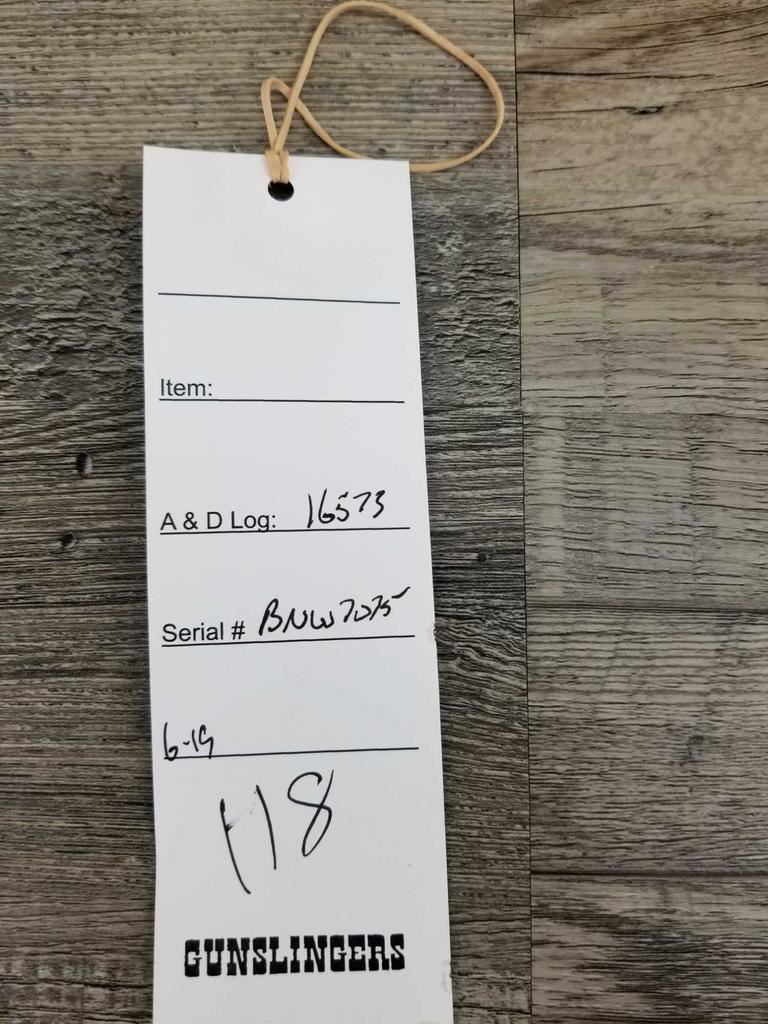 Item:
A & D Log: 16573
Serial # BNW7075
6-19
118
GUNSLINGERS